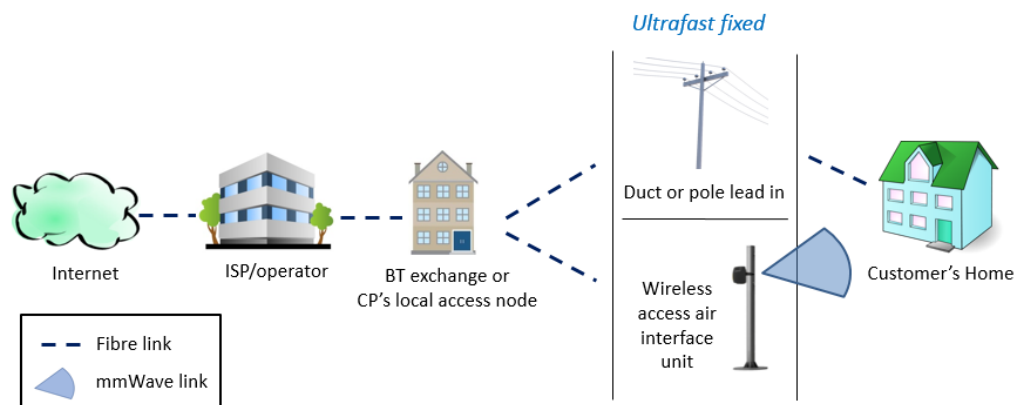 Ultrafast fixed
Duct or pole lead in
Internet
ISP/operator
BT exchange or
CP's local access node
Wireless
access air
interface
unit
Customer's Home
Fibre link
mmWave link